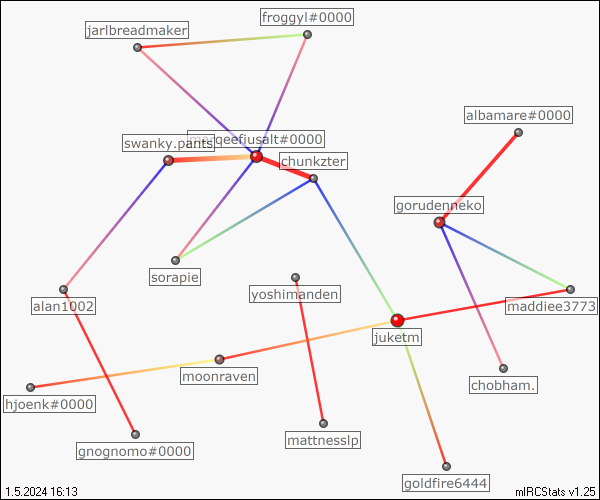 froggyl#0000
jarlbreadmaker
albamare#0000
swanky.pants
marqeefjusalt#0000
chunkzter
gorudenneko
sorapie
yoshimanden
alan1002
maddiee3773
juketm
moonraven
chobham.
hjoenk#0000
mattnesslp
gnognomo#0000
goldfire6444
1.5.2024 16:13
mIRCStats v1.25